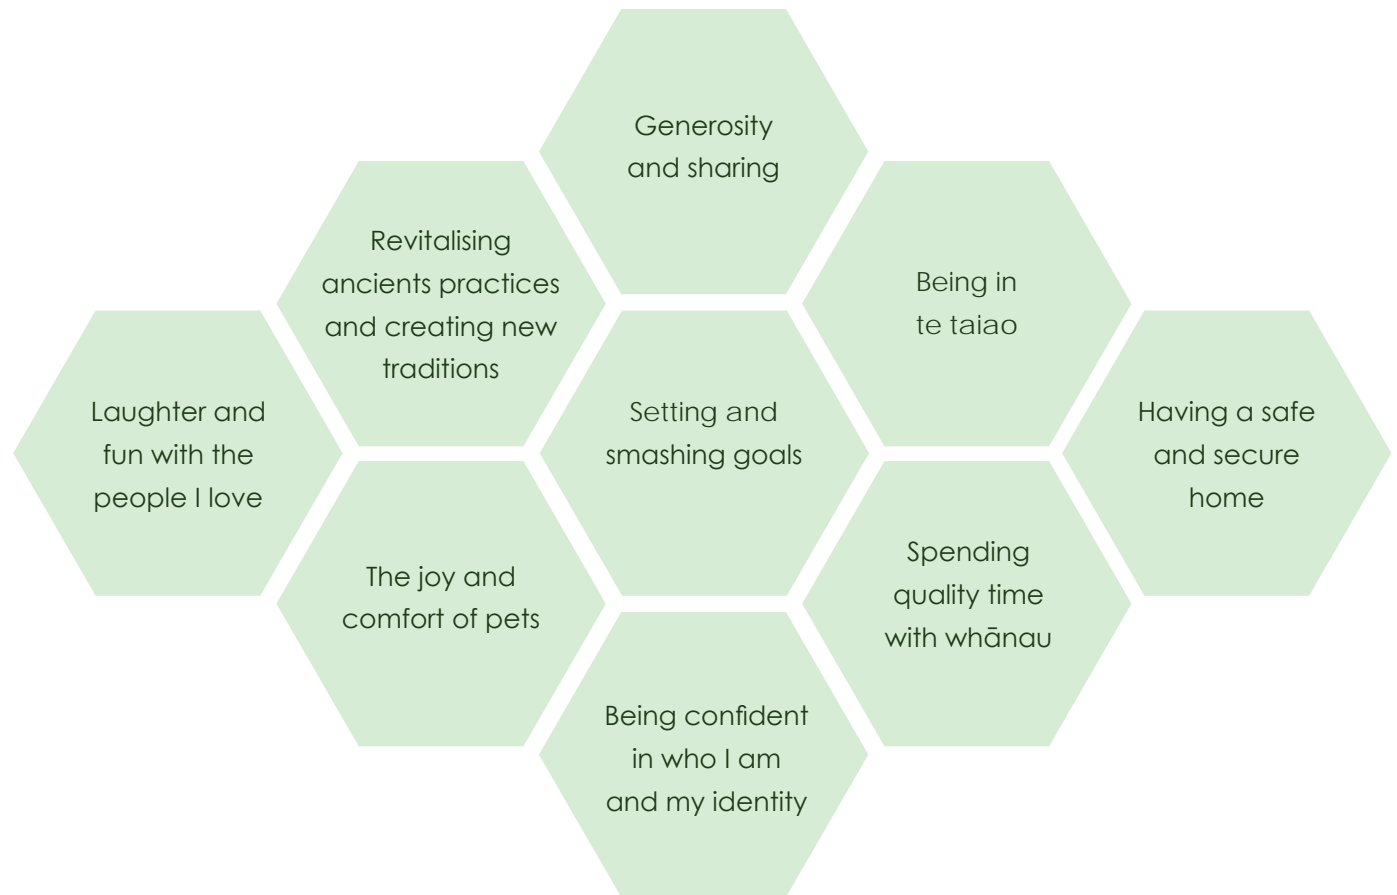 Generosity
and sharing
Revitalising
ancients practices
and creating new
traditions
Being in
te taiao
Laughter and
fun with the
people I love
Setting and
smashing goals
Having a safe
and secure
home
The joy and
comfort of pets
Spending
quality time
with whānau
Being confident
in who I am
and my identity